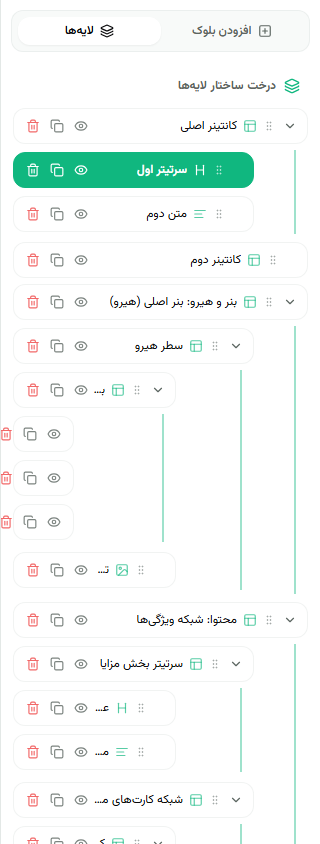 افزودن بلوک
لایه‌ها
درخت ساختار لایه‌ها
کانتینر اصلی
سرتیتر اول
متن دوم
کانتینر دوم
بنر و هیرو: بنر اصلی (هیرو)
سطر هیرو
ب...
ت...
محتوا: شبکه ویژگی‌ها
سرتیتر بخش مزایا
ع...
م...
شبکه کارت‌های م...